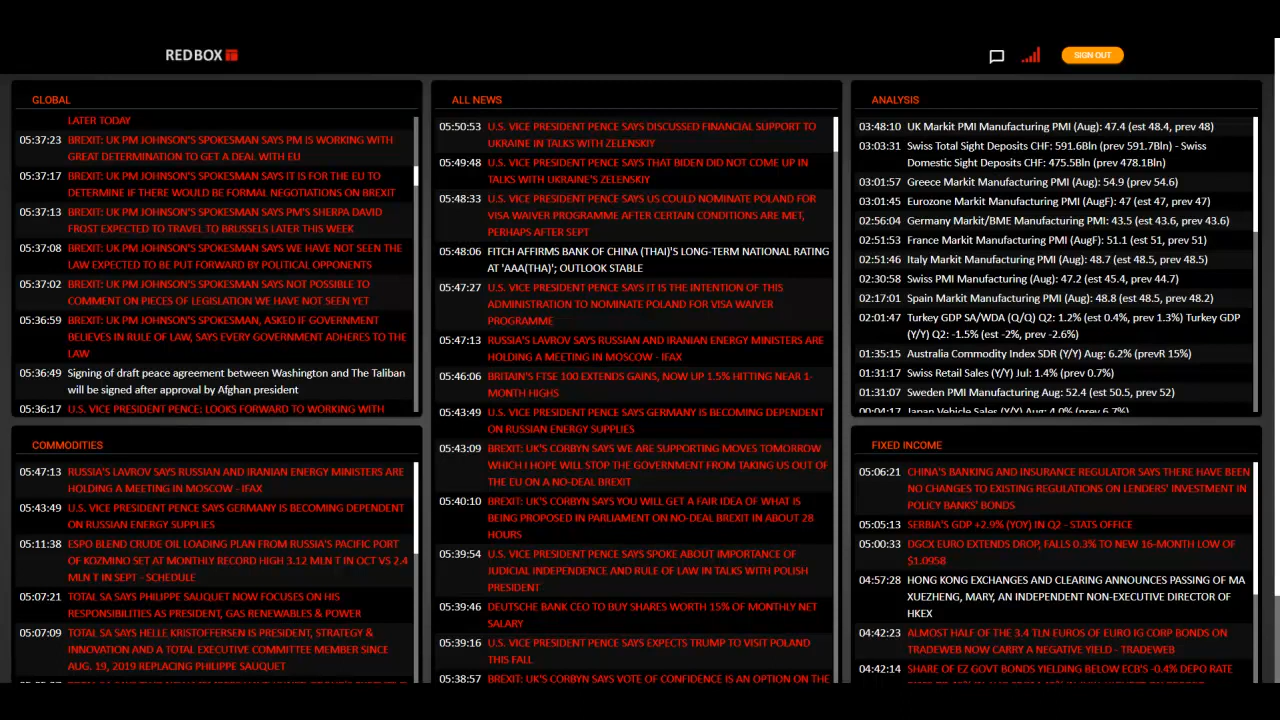 REDBOX
SIGN OUT
GLOBAL
LATER TODAY
05:37:23 BREXIT: UK PM JOHNSON'S SPOKESMAN SAYS PM IS WORKING WITH
GREAT DETERMINATION TO GET A DEAL WITH EU
05:37:17 BREXIT: UK PM JOHNSON'S SPOKESMAN SAYS IT IS FOR THE EU TO
DETERMINE IF THERE WOULD BE FORMAL NEGOTIATIONS ON BREXIT
05:37:13 BREXIT: UK PM JOHNSON'S SPOKESMAN SAYS PM'S SHERPA DAVID
FROST EXPECTED TO TRAVEL TO BRUSSELS LATER THIS WEEK
05:37:08 BREXIT: UK PM JOHNSON'S SPOKESMAN SAYS WE HAVE NOT SEEN THE
LAW EXPECTED TO BE PUT FORWARD BY POLITICAL OPPONENTS
05:37:02 BREXIT: UK PM JOHNSON'S SPOKESMAN SAYS NOT POSSIBLE TO
COMMENT ON PIECES OF LEGISLATION WE HAVE NOT SEEN YET
05:36:59 BREXIT: UK PM JOHNSON'S SPOKESMAN, ASKED IF GOVERNMENT
BELIEVES IN RULE OF LAW, SAYS EVERY GOVERNMENT ADHERES TO THE
LAW
05:36:49 Signing of draft peace agreement between Washington and The Taliban
will be signed after approval by Afghan president
05:36:17 U.S. VICE PRESIDENT PENCE: LOOKS FORWARD TO WORKING WITH
COMMODITIES
05:47:13 RUSSIA'S LAVROV SAYS RUSSIAN AND IRANIAN ENERGY MINISTERS ARE
HOLDING A MEETING IN MOSCOW - IFAX
05:43:49 U.S. VICE PRESIDENT PENCE SAYS GERMANY IS BECOMING DEPENDENT
ON RUSSIAN ENERGY SUPPLIES
05:11:38 ESPO BLEND CRUDE OIL LOADING PLAN FROM RUSSIA'S PACIFIC PORT
OF KOZMINO SET AT MONTHLY RECORD HIGH 3.12 MLN T IN OCT VS 2.4
MLN T IN SEPT - SCHEDULE
05:07:21 TOTAL SA SAYS PHILIPPE SAUQUET NOW FOCUSES ON HIS
RESPONSIBILITIES AS PRESIDENT, GAS RENEWABLES & POWER
05:07:09 TOTAL SA SAYS HELLE KRISTOFFERSEN IS PRESIDENT, STRATEGY &
INNOVATION AND A TOTAL EXECUTIVE COMMITTEE MEMBER SINCE
AUG. 19, 2019 REPLACING PHILIPPE SAUQUET
ALL NEWS
05:50:53 U.S. VICE PRESIDENT PENCE SAYS DISCUSSED FINANCIAL SUPPORT TO
UKRAINE IN TALKS WITH ZELENSKIY
05:49:48 U.S. VICE PRESIDENT PENCE SAYS THAT BIDEN DID NOT COME UP IN
TALKS WITH UKRAINE'S ZELENSKIY
05:48:33 U.S. VICE PRESIDENT PENCE SAYS US COULD NOMINATE POLAND FOR
VISA WAIVER PROGRAMME AFTER CERTAIN CONDITIONS ARE MET,
PERHAPS AFTER SEPT
05:48:06 FITCH AFFIRMS BANK OF CHINA (THAI)'S LONG-TERM NATIONAL RATING
AT 'AAA(THA)'; OUTLOOK STABLE
05:47:27 U.S. VICE PRESIDENT PENCE SAYS IT IS THE INTENTION OF THIS
ADMINISTRATION TO NOMINATE POLAND FOR VISA WAIVER
PROGRAMME
05:47:13 RUSSIA'S LAVROV SAYS RUSSIAN AND IRANIAN ENERGY MINISTERS ARE
HOLDING A MEETING IN MOSCOW - IFAX
05:46:06 BRITAIN'S FTSE 100 EXTENDS GAINS, NOW UP 1.5% HITTING NEAR 1-
MONTH HIGHS
05:43:49 U.S. VICE PRESIDENT PENCE SAYS GERMANY IS BECOMING DEPENDENT
ON RUSSIAN ENERGY SUPPLIES
05:43:09 BREXIT: UK'S CORBYN SAYS WE ARE SUPPORTING MOVES TOMORROW
WHICH I HOPE WILL STOP THE GOVERNMENT FROM TAKING US OUT OF
THE EU ON A NO-DEAL BREXIT
05:40:10 BREXIT: UK'S CORBYN SAYS YOU WILL GET A FAIR IDEA OF WHAT IS
BEING PROPOSED IN PARLIAMENT ON NO-DEAL BREXIT IN ABOUT 28
HOURS
05:39:54 U.S. VICE PRESIDENT PENCE SAYS SPOKE ABOUT IMPORTANCE OF
JUDICIAL INDEPENDENCE AND RULE OF LAW IN TALKS WITH POLISH
PRESIDENT
05:39:46 DEUTSCHE BANK CEO TO BUY SHARES WORTH 15% OF MONTHLY NET
SALARY
05:39:16 U.S. VICE PRESIDENT PENCE SAYS EXPECTS TRUMP TO VISIT POLAND
THIS FALL
05:38:57 BREXIT: UK'S CORBYN SAYS VOTE OF CONFIDENCE IS AN OPTION ON THE
ANALYSIS
03:48:10 UK Markit PMI Manufacturing PMI (Aug): 47.4 (est 48.4, prev 48)
03:03:31 Swiss Total Sight Deposits CHF: 591.6Bln (prev 591.7Bln) - Swiss
Domestic Sight Deposits CHF: 475.5Bln (prev 478.1Bln)
03:01:57 Greece Markit Manufacturing PMI (Aug): 54.9 (prev 54.6)
03:01:45 Eurozone Markit Manufacturing PMI (AugF): 47 (est 47, prev 47)
02:56:04 Germany Markit/BME Manufacturing PMI: 43.5 (est 43.6, prev 43.6)
02:51:53 France Markit Manufacturing PMI (AugF): 51.1 (est 51, prev 51)
02:51:46 Italy Markit Manufacturing PMI (Aug): 48.7 (est 48.5, prev 48.5)
02:30:58 Swiss PMI Manufacturing (Aug): 47.2 (est 45.4, prev 44.7)
02:17:01 Spain Markit Manufacturing PMI (Aug): 48.8 (est 48.5, prev 48.2)
02:01:47 Turkey GDP SA/WDA (Q/Q) Q2: 1.2% (est 0.4%, prev 1.3%) Turkey GDP
(Y/Y) Q2: -1.5% (est -2%, prev -2.6%)
01:35:15 Australia Commodity Index SDR (Y/Y) Aug: 6.2% (prevR 15%)
01:31:17 Swiss Retail Sales (Y/Y) Jul: 1.4% (prev 0.7%)
01:31:07 Sweden PMI Manufacturing Aug: 52.4 (est 50.5, prev 52)
00:04:17 Japan Vehicle Sales (Y/Y) Aug: 4.0% (prev 6.7%)
FIXED INCOME
05:06:21 CHINA'S BANKING AND INSURANCE REGULATOR SAYS THERE HAVE BEEN
NO CHANGES TO EXISTING REGULATIONS ON LENDERS' INVESTMENT IN
POLICY BANKS' BONDS
05:05:13 SERBIA'S GDP +2.9% (YOY) IN Q2 - STATS OFFICE
05:00:33 DGCX EURO EXTENDS DROP, FALLS 0.3% TO NEW 16-MONTH LOW OF
$1.0958
04:57:28 HONG KONG EXCHANGES AND CLEARING ANNOUNCES PASSING OF MA
XUEZHENG, MARY, AN INDEPENDENT NON-EXECUTIVE DIRECTOR OF
HKEX
04:42:23 ALMOST HALF OF THE 3.4 TLN EUROS OF EURO IG CORP BONDS ON
TRADEWEB NOW CARRY A NEGATIVE YIELD - TRADEWEB
04:42:14 SHARE OF EZ GOVT BONDS YIELDING BELOW ECB'S -0.4% DEPO RATE